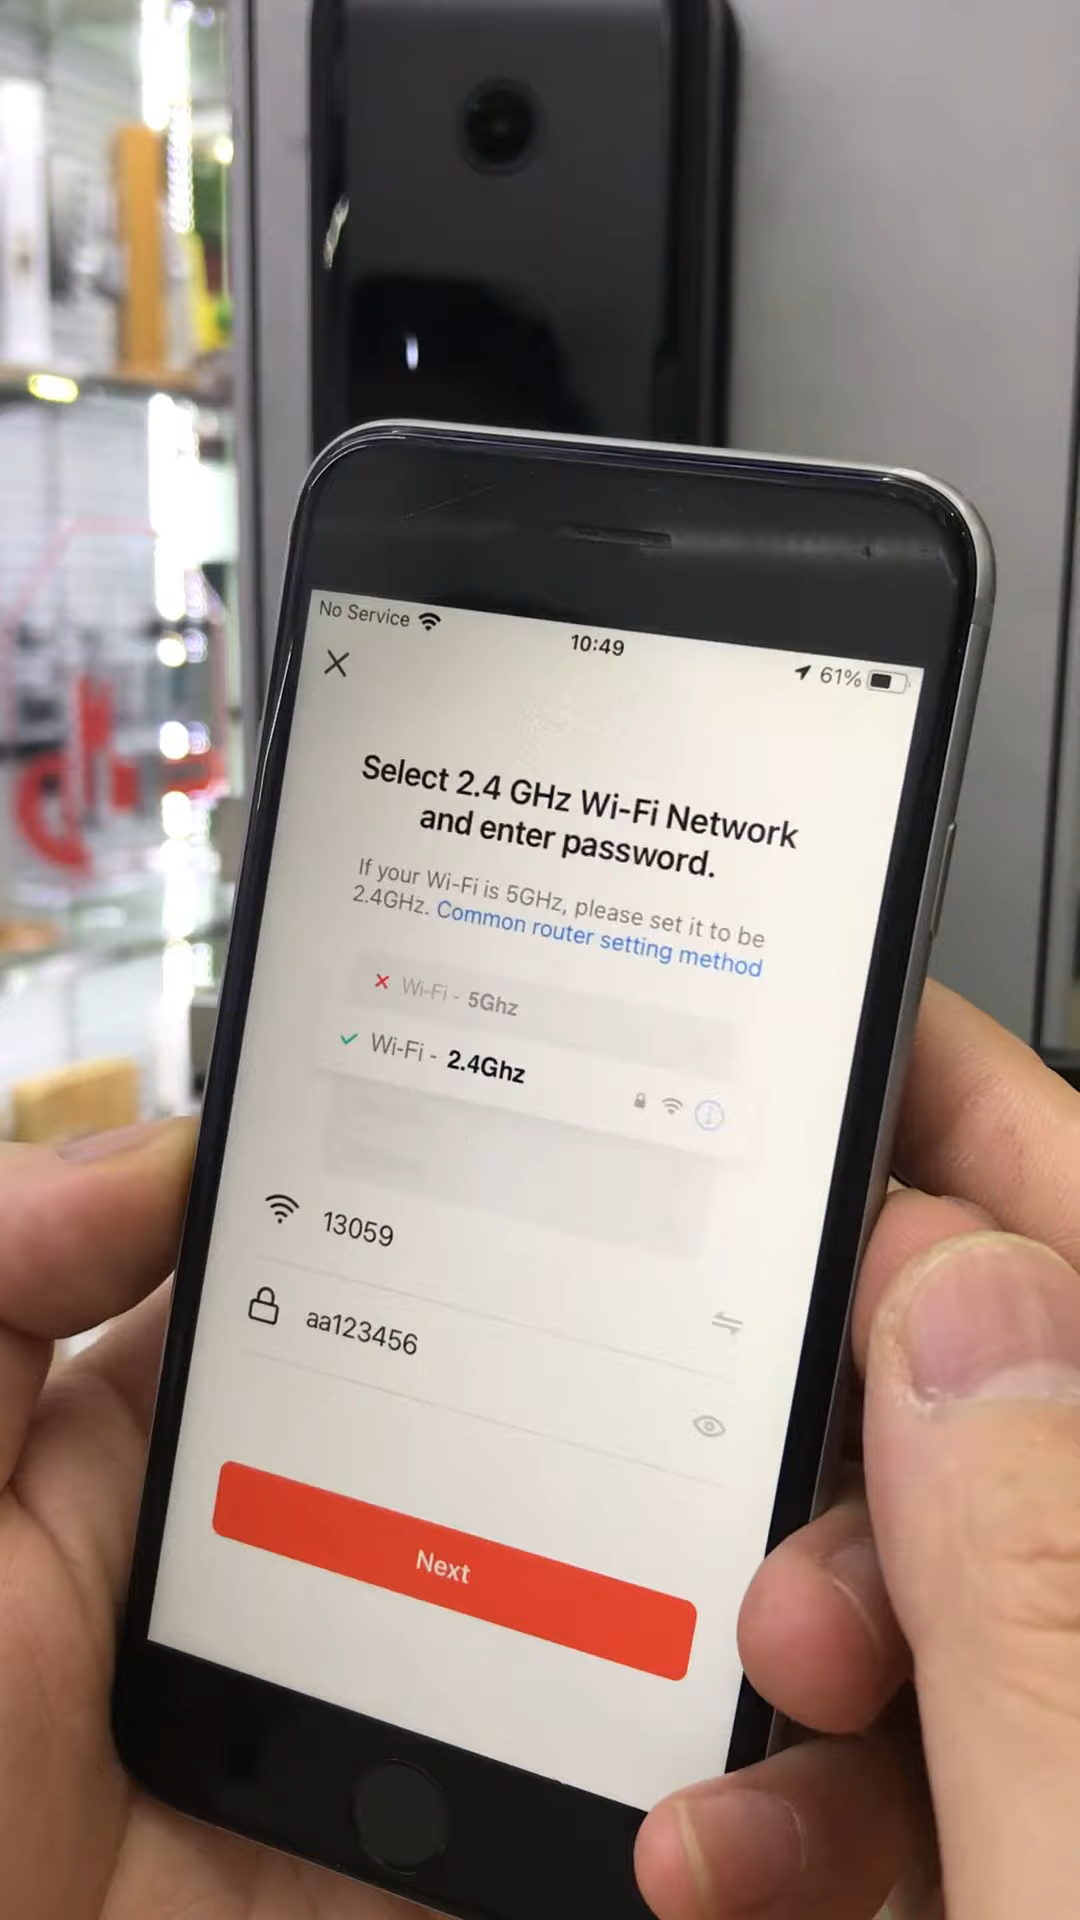 No Service
10:49
61%
Select 2.4 GHz Wi-Fi Network
and enter password.
If your Wi-Fi is 5GHz, please set it to be
2.4GHz. Common router setting method
Wi-Fi - 5Ghz
Wi-Fi - 2.4Ghz
13059
aa123456
Next